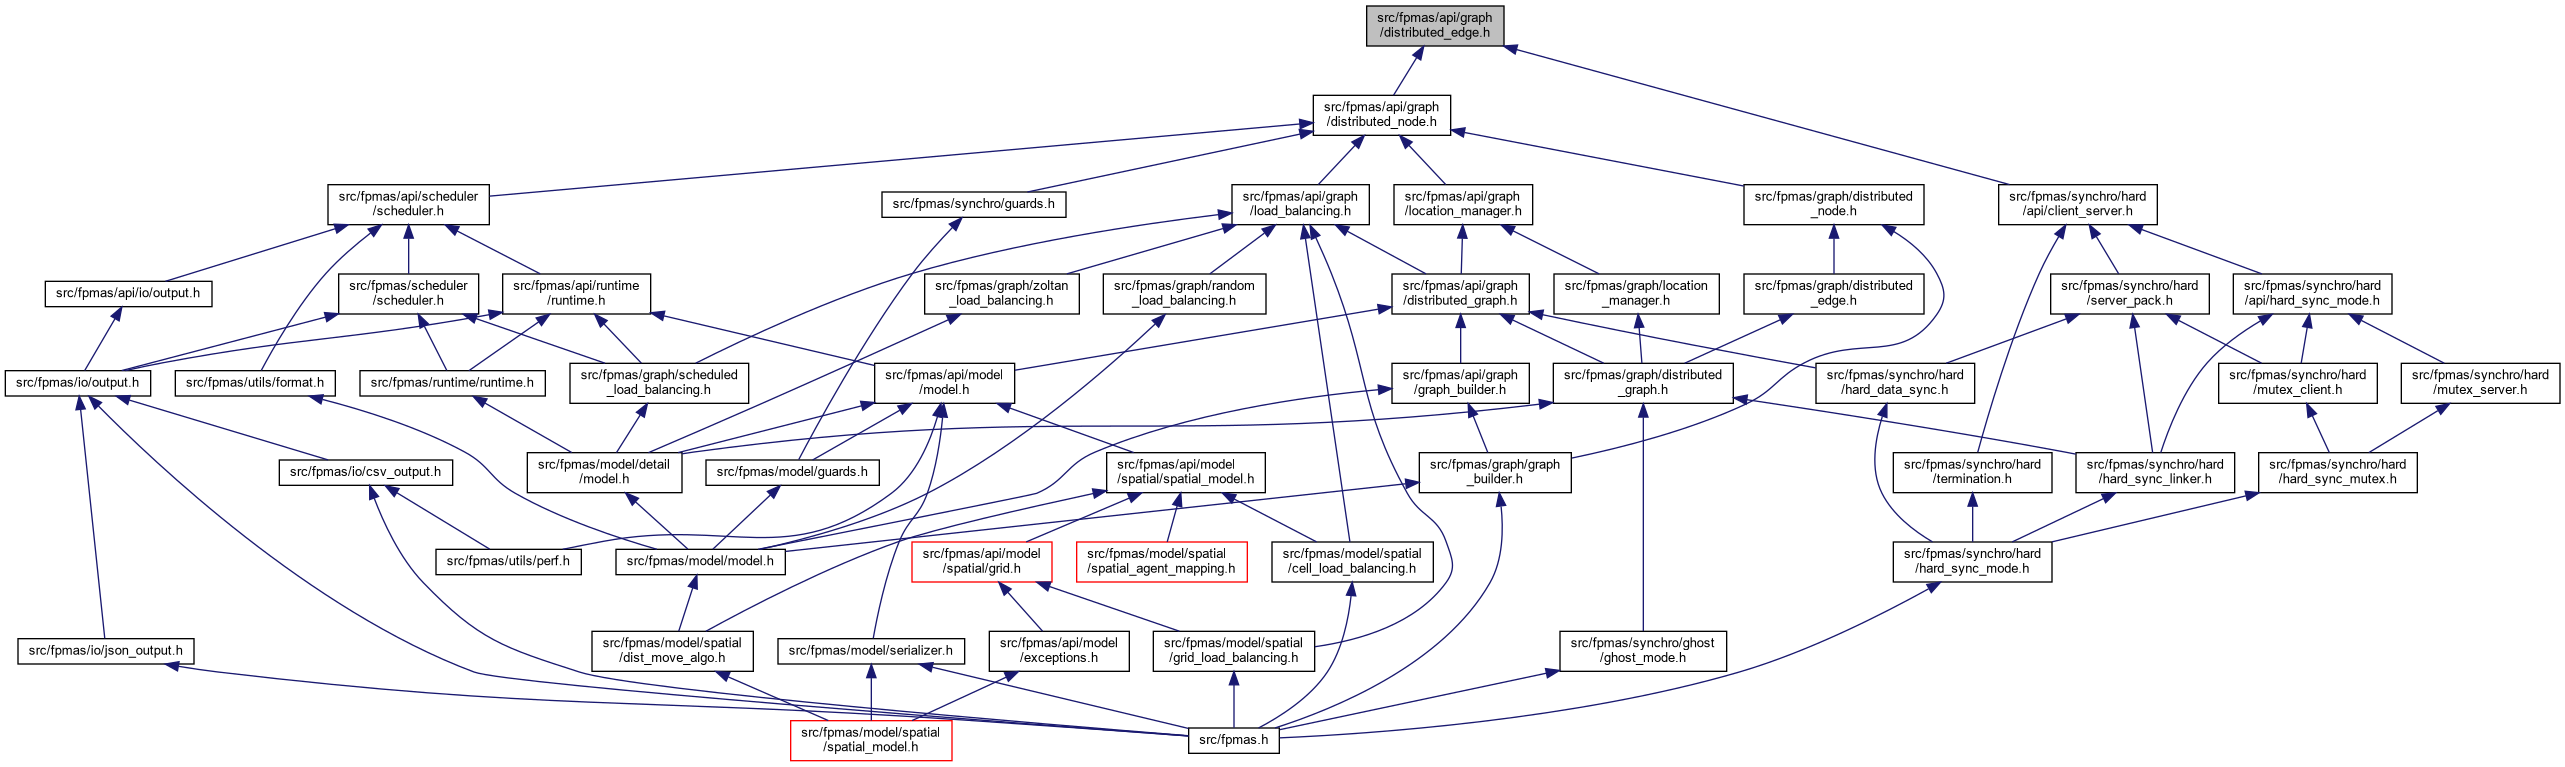 src/fpmas/api/graph
/distributed_edge.h
src/fpmas/api/graph
/distributed_node.h
src/fpmas/api/scheduler
/scheduler.h
src/fpmas/synchro/guards.h
src/fpmas/api/graph
/load_balancing.h
src/fpmas/api/graph
/location_manager.h
src/fpmas/graph/distributed
_node.h
src/fpmas/synchro/hard
/api/client_server.h
src/fpmas/api/io/output.h
src/fpmas/scheduler
/scheduler.h
src/fpmas/api/runtime
/runtime.h
src/fpmas/graph/zoltan
_load_balancing.h
src/fpmas/graph/random
_load_balancing.h
src/fpmas/api/graph
/distributed_graph.h
src/fpmas/graph/location
_manager.h
src/fpmas/graph/distributed
_edge.h
src/fpmas/synchro/hard
/server_pack.h
src/fpmas/synchro/hard
/api/hard_sync_mode.h
src/fpmas/io/output.h
src/fpmas/utils/format.h
src/fpmas/runtime/runtime.h
src/fpmas/graph/scheduled
_load_balancing.h
src/fpmas/api/model
/model.h
src/fpmas/api/graph
/graph_builder.h
src/fpmas/graph/distributed
_graph.h
src/fpmas/synchro/hard
/hard_data_sync.h
src/fpmas/synchro/hard
/mutex_client.h
src/fpmas/synchro/hard
/mutex_server.h
src/fpmas/io/csv_output.h
src/fpmas/model/detail
/model.h
src/fpmas/model/guards.h
src/fpmas/api/model
/spatial/spatial_model.h
src/fpmas/graph/graph
_builder.h
src/fpmas/synchro/hard
/termination.h
src/fpmas/synchro/hard
/hard_sync_linker.h
src/fpmas/synchro/hard
/hard_sync_mutex.h
src/fpmas/utils/perf.h
src/fpmas/model/model.h
src/fpmas/api/model
/spatial/grid.h
src/fpmas/model/spatial
/spatial_agent_mapping.h
src/fpmas/model/spatial
/cell_load_balancing.h
src/fpmas/synchro/hard
/hard_sync_mode.h
src/fpmas/io/json_output.h
src/fpmas/model/spatial
/dist_move_algo.h
src/fpmas/model/serializer.h
src/fpmas/api/model
/exceptions.h
src/fpmas/model/spatial
/grid_load_balancing.h
src/fpmas/synchro/ghost
/ghost_mode.h
src/fpmas/model/spatial
/spatial_model.h
src/fpmas.h